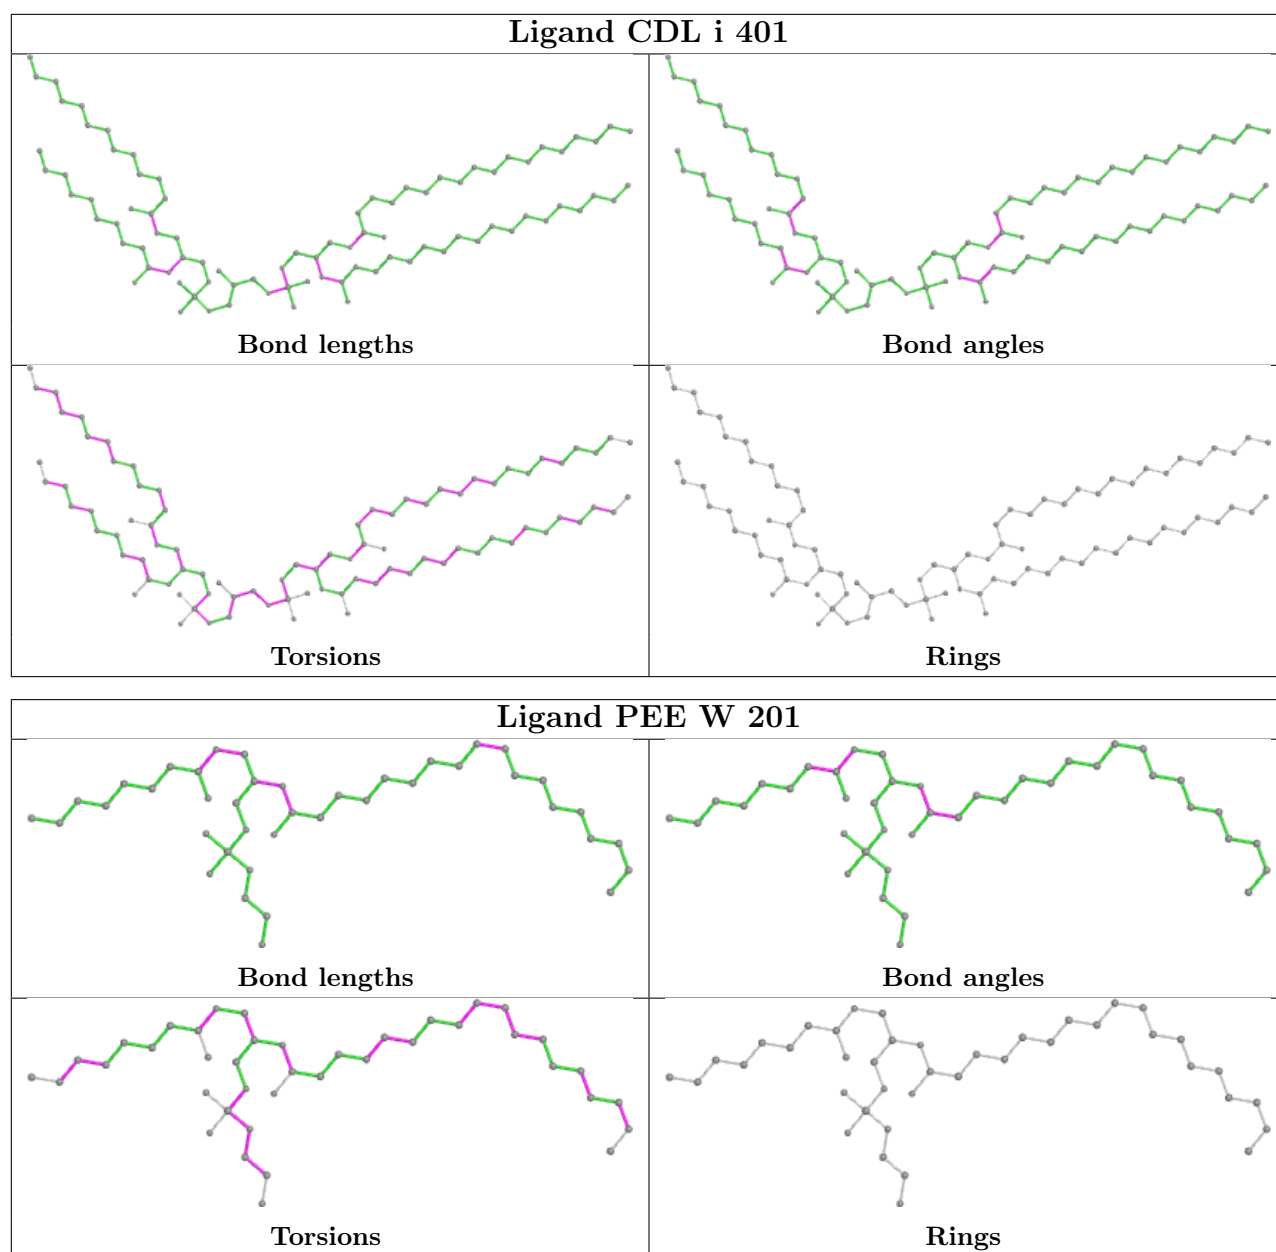 Ligand CDL i 401
Bond lengths
Bond angles
Torsions
Rings
Ligand PEE W 201
Bond lengths
Bond angles
Torsions
Rings